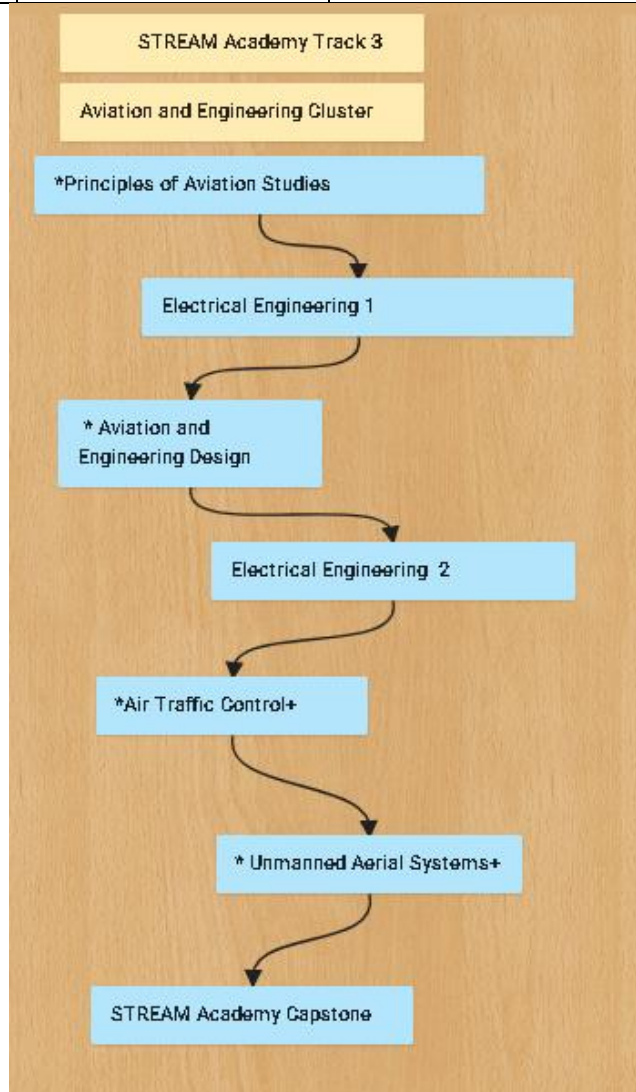 STREAM Academy Track 3
Aviation and Engineering Cluster
*Principles of Aviation Studies
Electrical Engineering 1
* Aviation and
Engineering Design
Electrical Engineering 2
*Air Traffic Control+
* Unmanned Aerial Systems+
STREAM Academy Capstone